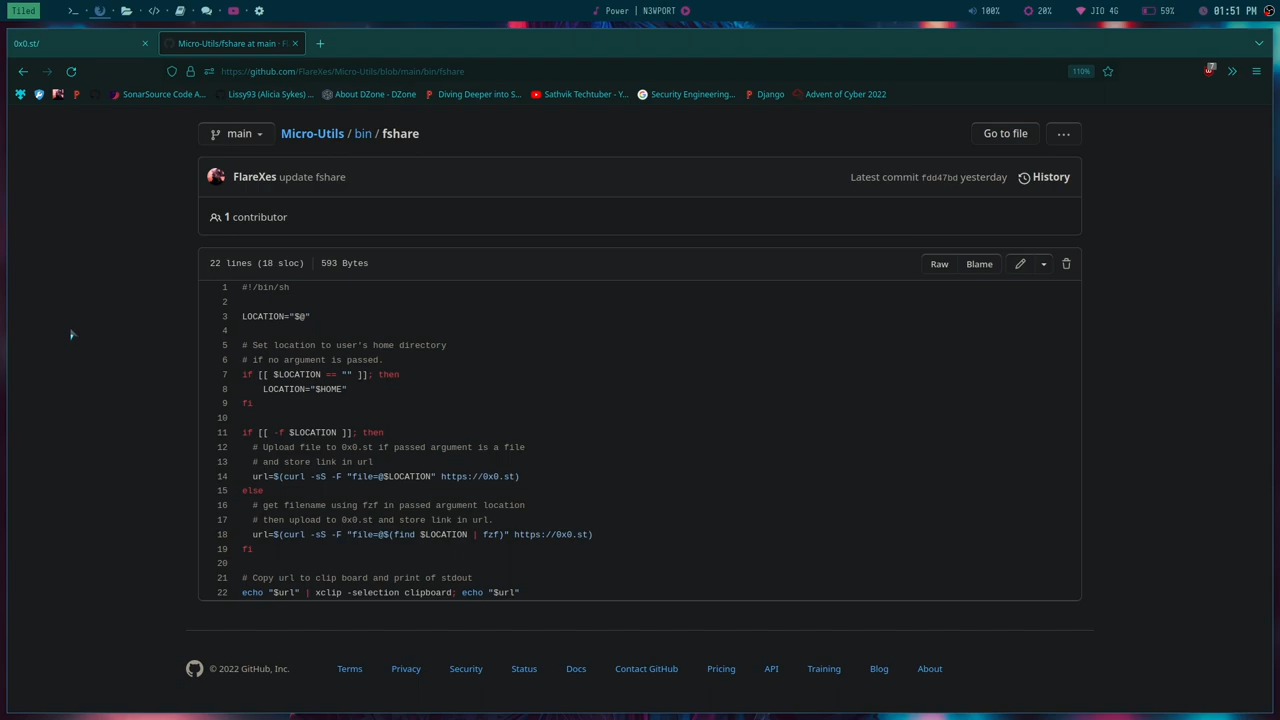 Tiled
Power | N3WPORT
100%
20%
JIO 4G
59%
01:51 PM
0x0.st/
Micro-Utils/fshare at main · F
https://github.com/FlareXes/Micro-Utils/blob/main/bin/fshare
110%
7
SonarSource Code A...
Lissy93 (Alicia Sykes) ...
About DZone - DZone
Diving Deeper into S...
Sathvik Techtuber - Y...
Security Engineering...
Django
Advent of Cyber 2022
main
Micro-Utils / bin / fshare
Go to file
...
FlareXes update fshare
Latest commit fdd47bd yesterday
History
1 contributor
22 lines (18 sloc) | 593 Bytes
Raw
Blame
1 #!/bin/sh
2
3 LOCATION="$@"
4
5 # Set location to user's home directory
6 # if no argument is passed.
7 if [[ $LOCATION == "" ]]; then
8 LOCATION="$HOME"
9 fi
10
11 if [[ -f $LOCATION ]]; then
12 # Upload file to 0x0.st if passed argument is a file
13 # and store link in url
14 url=$(curl -sS -F "file=@$LOCATION" https://0x0.st)
15 else
16 # get filename using fzf in passed argument location
17 # then upload to 0x0.st and store link in url.
18 url=$(curl -sS -F "file=@$(find $LOCATION | fzf)" https://0x0.st)
19 fi
20
21 # Copy url to clip board and print of stdout
22 echo "$url" | xclip -selection clipboard; echo "$url"
© 2022 GitHub, Inc.
Terms
Privacy
Security
Status
Docs
Contact GitHub
Pricing
API
Training
Blog
About